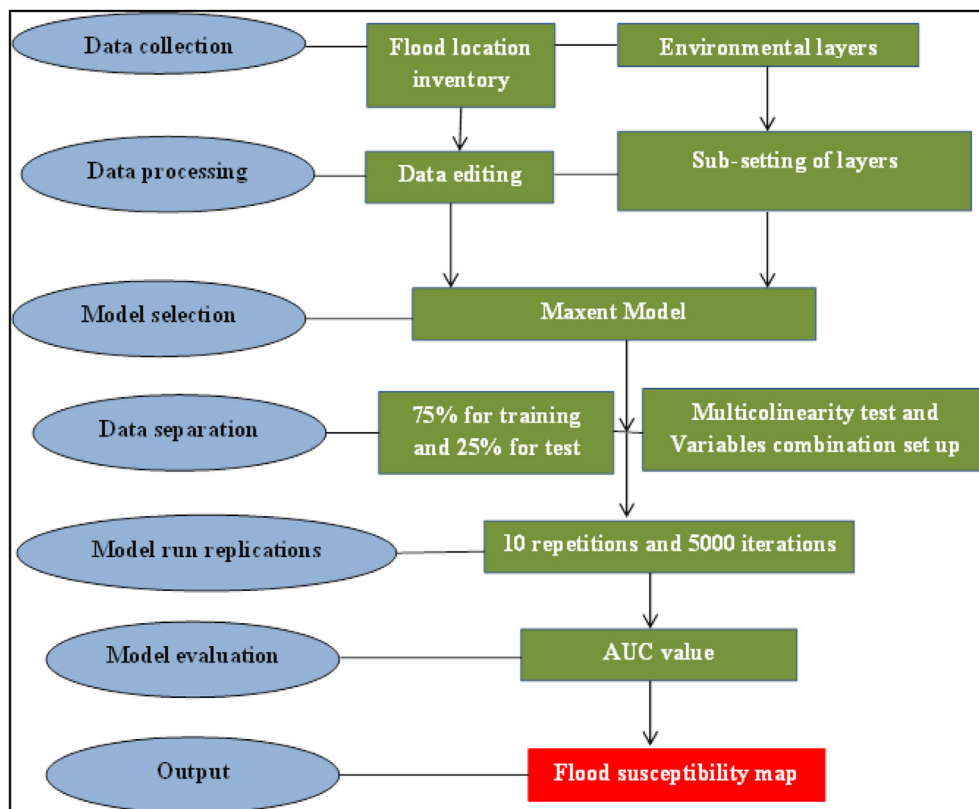 Data collection
Flood location
inventory
Environmental layers
Data processing
Data editing
Sub-setting of layers
Model selection
Maxent Model
Data separation
75% for training
and 25% for test
Multicolinearity test and
Variables combination set up
Model run replications
10 repetitions and 5000 iterations
Model evaluation
AUC value
Output
Flood susceptibility map